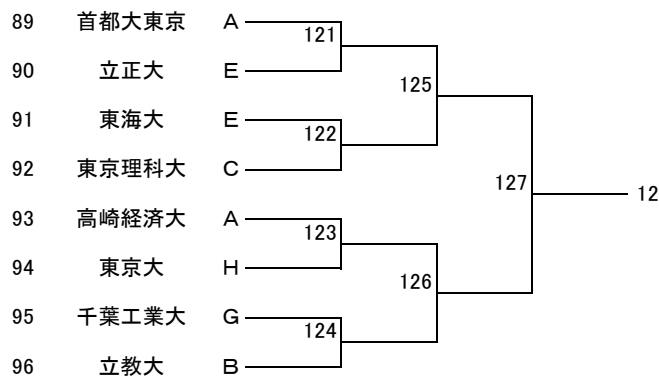 89 首都大東京 A
121
90 立正大 E
125
91 東海大 E
122
92 東京理科大 C
127
12
93 高崎経済大 A
123
94 東京大 H
126
95 千葉工業大 G
124
96 立教大 B